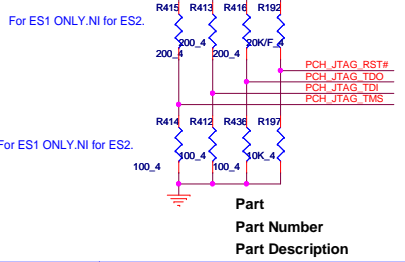 R415 R413 R416 R192
For ES1 ONLY.NI for ES2.
200_4 20K/F_4
200_4 200_4
PCH_JTAG_RST#
PCH_JTAG_TDO
PCH_JTAG_TDI
PCH_JTAG_TMS
R414 R412 R436 R197
For ES1 ONLY.NI for ES2.
100_4 10K_4
100_4 100_4
Part
Part Number
Part Description